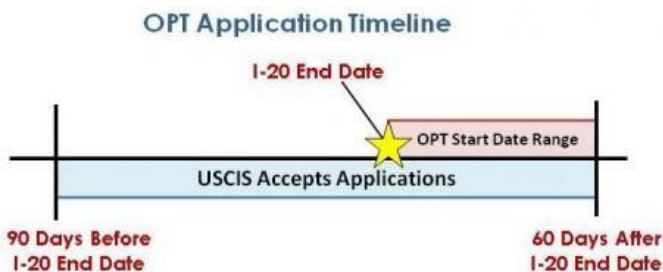 OPT Application Timeline
I-20 End Date
OPT Start Date Range
USCIS Accepts Applications
90 Days Before
I-20 End Date
60 Days After
I-20 End Date